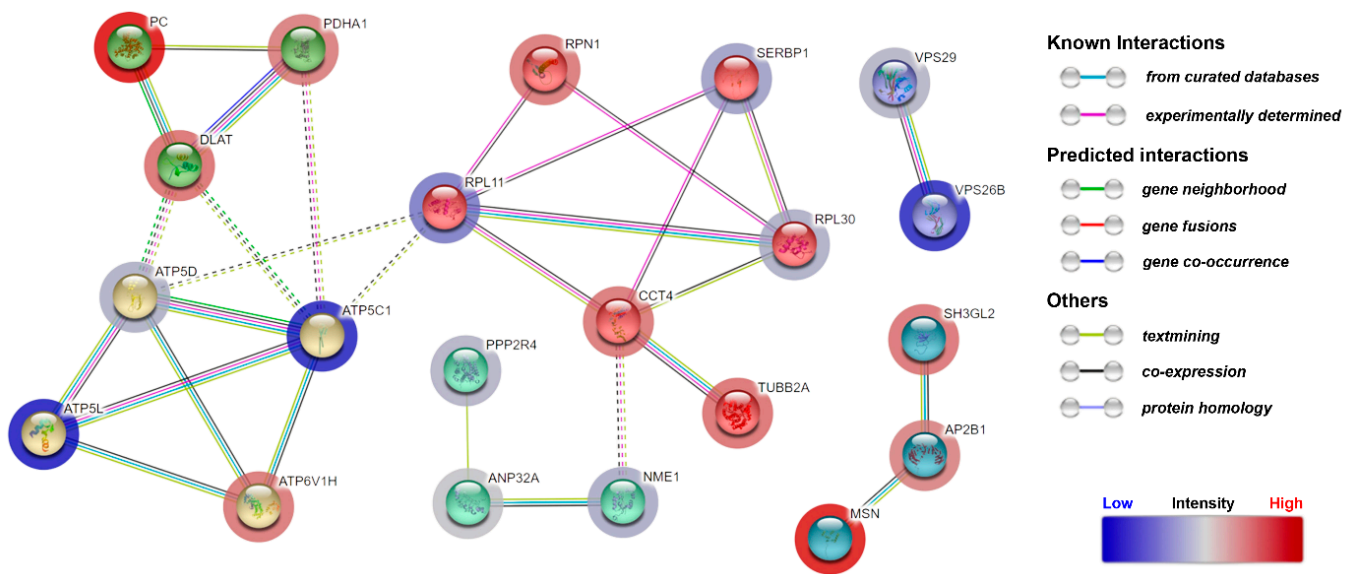 PC
PDHA1
DLAT
RPN1
SERBP1
VPS29
RPL11
VPS26B
RPL30
ATP5D
ATP5C1
CCT4
PPP2R4
SH3GL2
TUBB2A
ATP5L
AP2B1
ATP6V1H
ANP32A
NME1
MSN
Known Interactions
from curated databases
experimentally determined
Predicted interactions
gene neighborhood
gene fusions
gene co-occurrence
Others
textmining
co-expression
protein homology
Low Intensity High